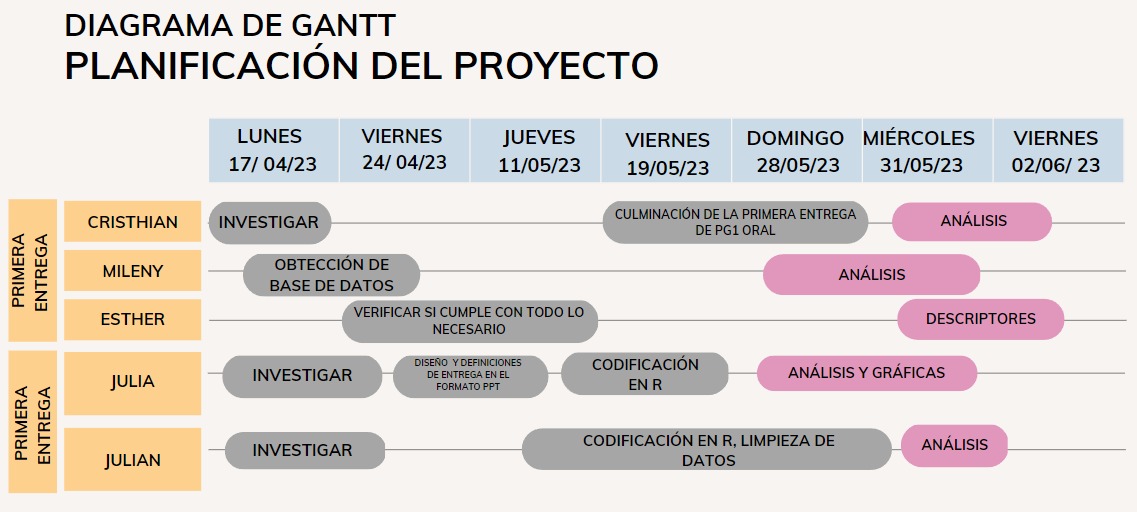 DIAGRAMA DE GANTT
PLANIFICACIÓN DEL PROYECTO
LUNES
17/ 04/23
VIERNES
24/ 04/23
JUEVES
11/05/23
VIERNES
19/05/23
DOMINGO
28/05/23
MIÉRCOLES
31/05/23
VIERNES
02/06/ 23
PRIMERA
ENTREGA
CRISTHIAN
INVESTIGAR
CULMINACIÓN DE LA PRIMERA ENTREGA
DE PG1 ORAL
ANÁLISIS
MILENY
OBTECCIÓN DE
BASE DE DATOS
ANÁLISIS
ESTHER
VERIFICAR SI CUMPLE CON TODO LO
NECESARIO
DESCRIPTORES
PRIMERA
ENTREGA
JULIA
INVESTIGAR
DISEÑO Y DEFINICIONES
DE ENTREGA EN EL
FORMATO PPT
CODIFICACIÓN
EN R
ANÁLISIS Y GRÁFICAS
JULIAN
INVESTIGAR
CODIFICACIÓN EN R, LIMPIEZA DE
DATOS
ANÁLISIS